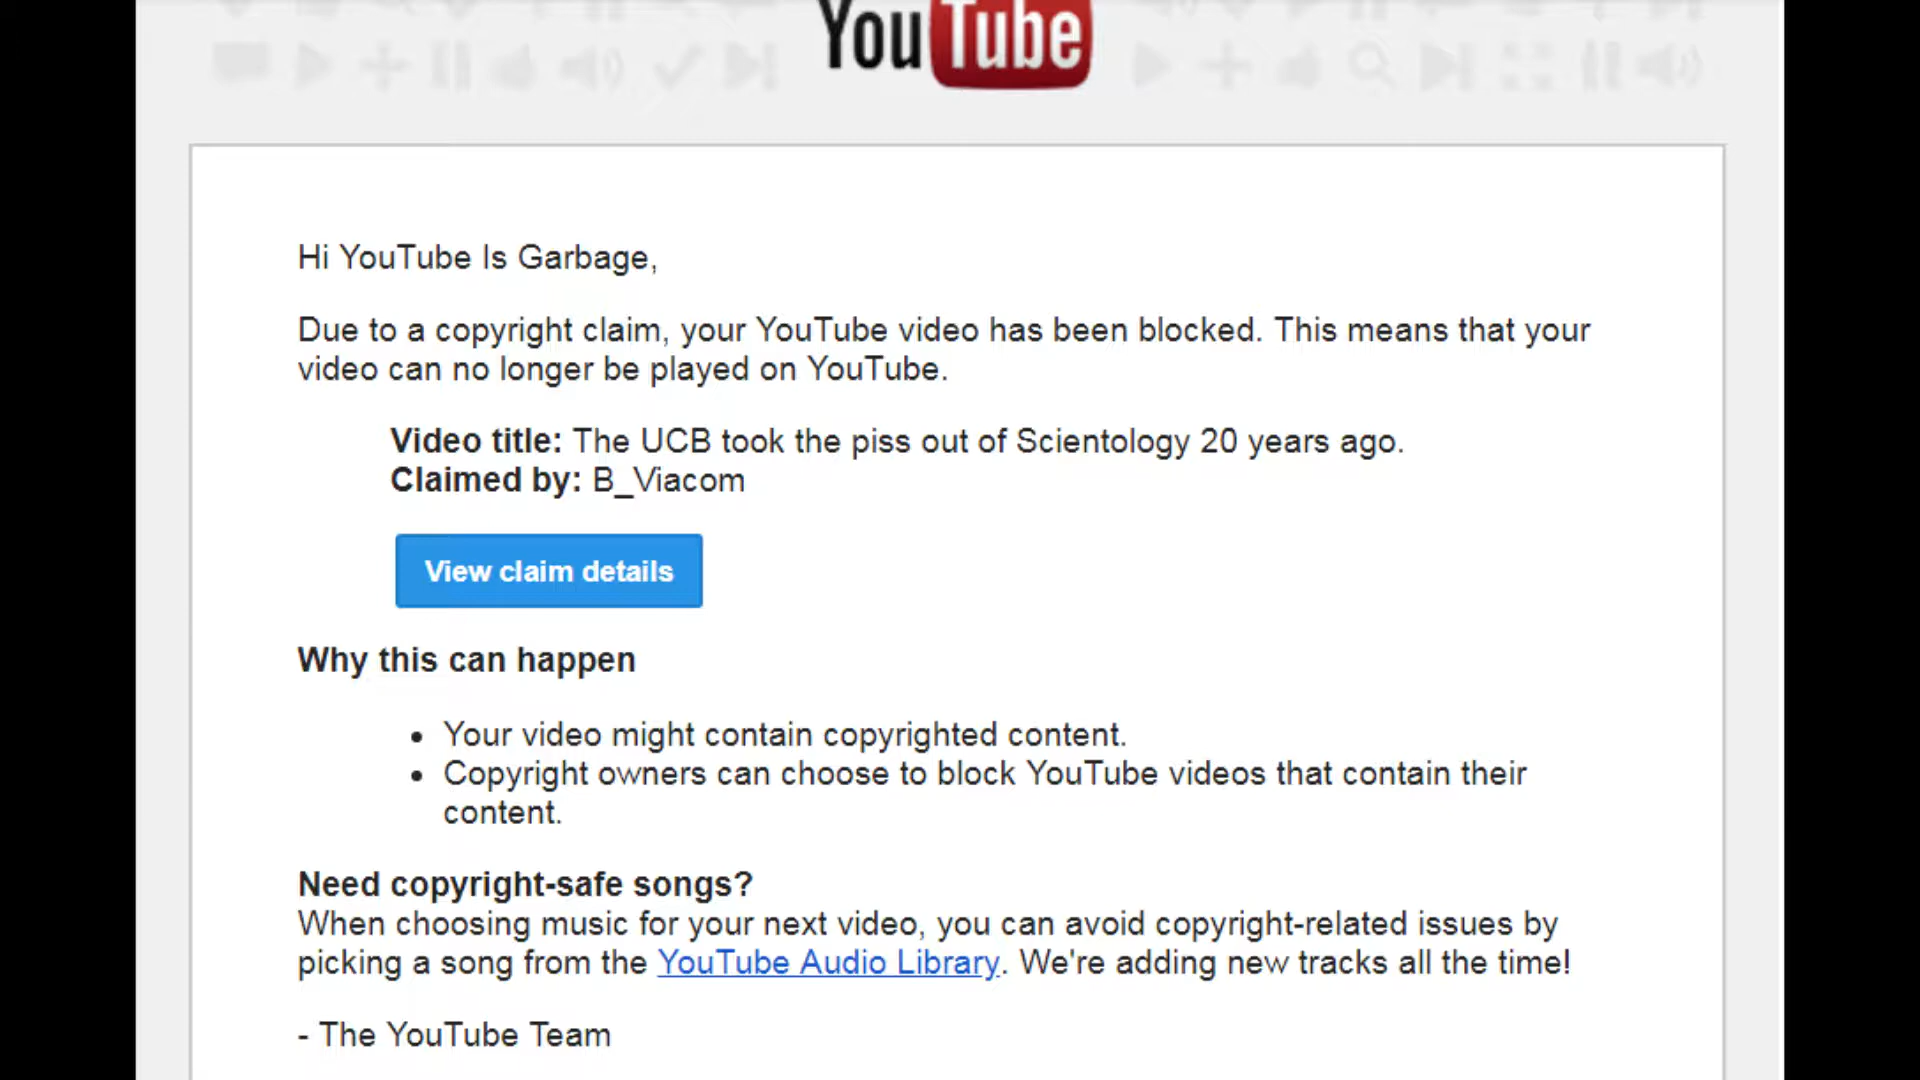 YouTube
Hi YouTube Is Garbage,
Due to a copyright claim, your YouTube video has been blocked. This means that your
video can no longer be played on YouTube.
Video title: The UCB took the piss out of Scientology 20 years ago.
Claimed by: B_Viacom
View claim details
Why this can happen
• Your video might contain copyrighted content.
• Copyright owners can choose to block YouTube videos that contain their
content.
Need copyright-safe songs?
When choosing music for your next video, you can avoid copyright-related issues by
picking a song from the YouTube Audio Library. We're adding new tracks all the time!
- The YouTube Team